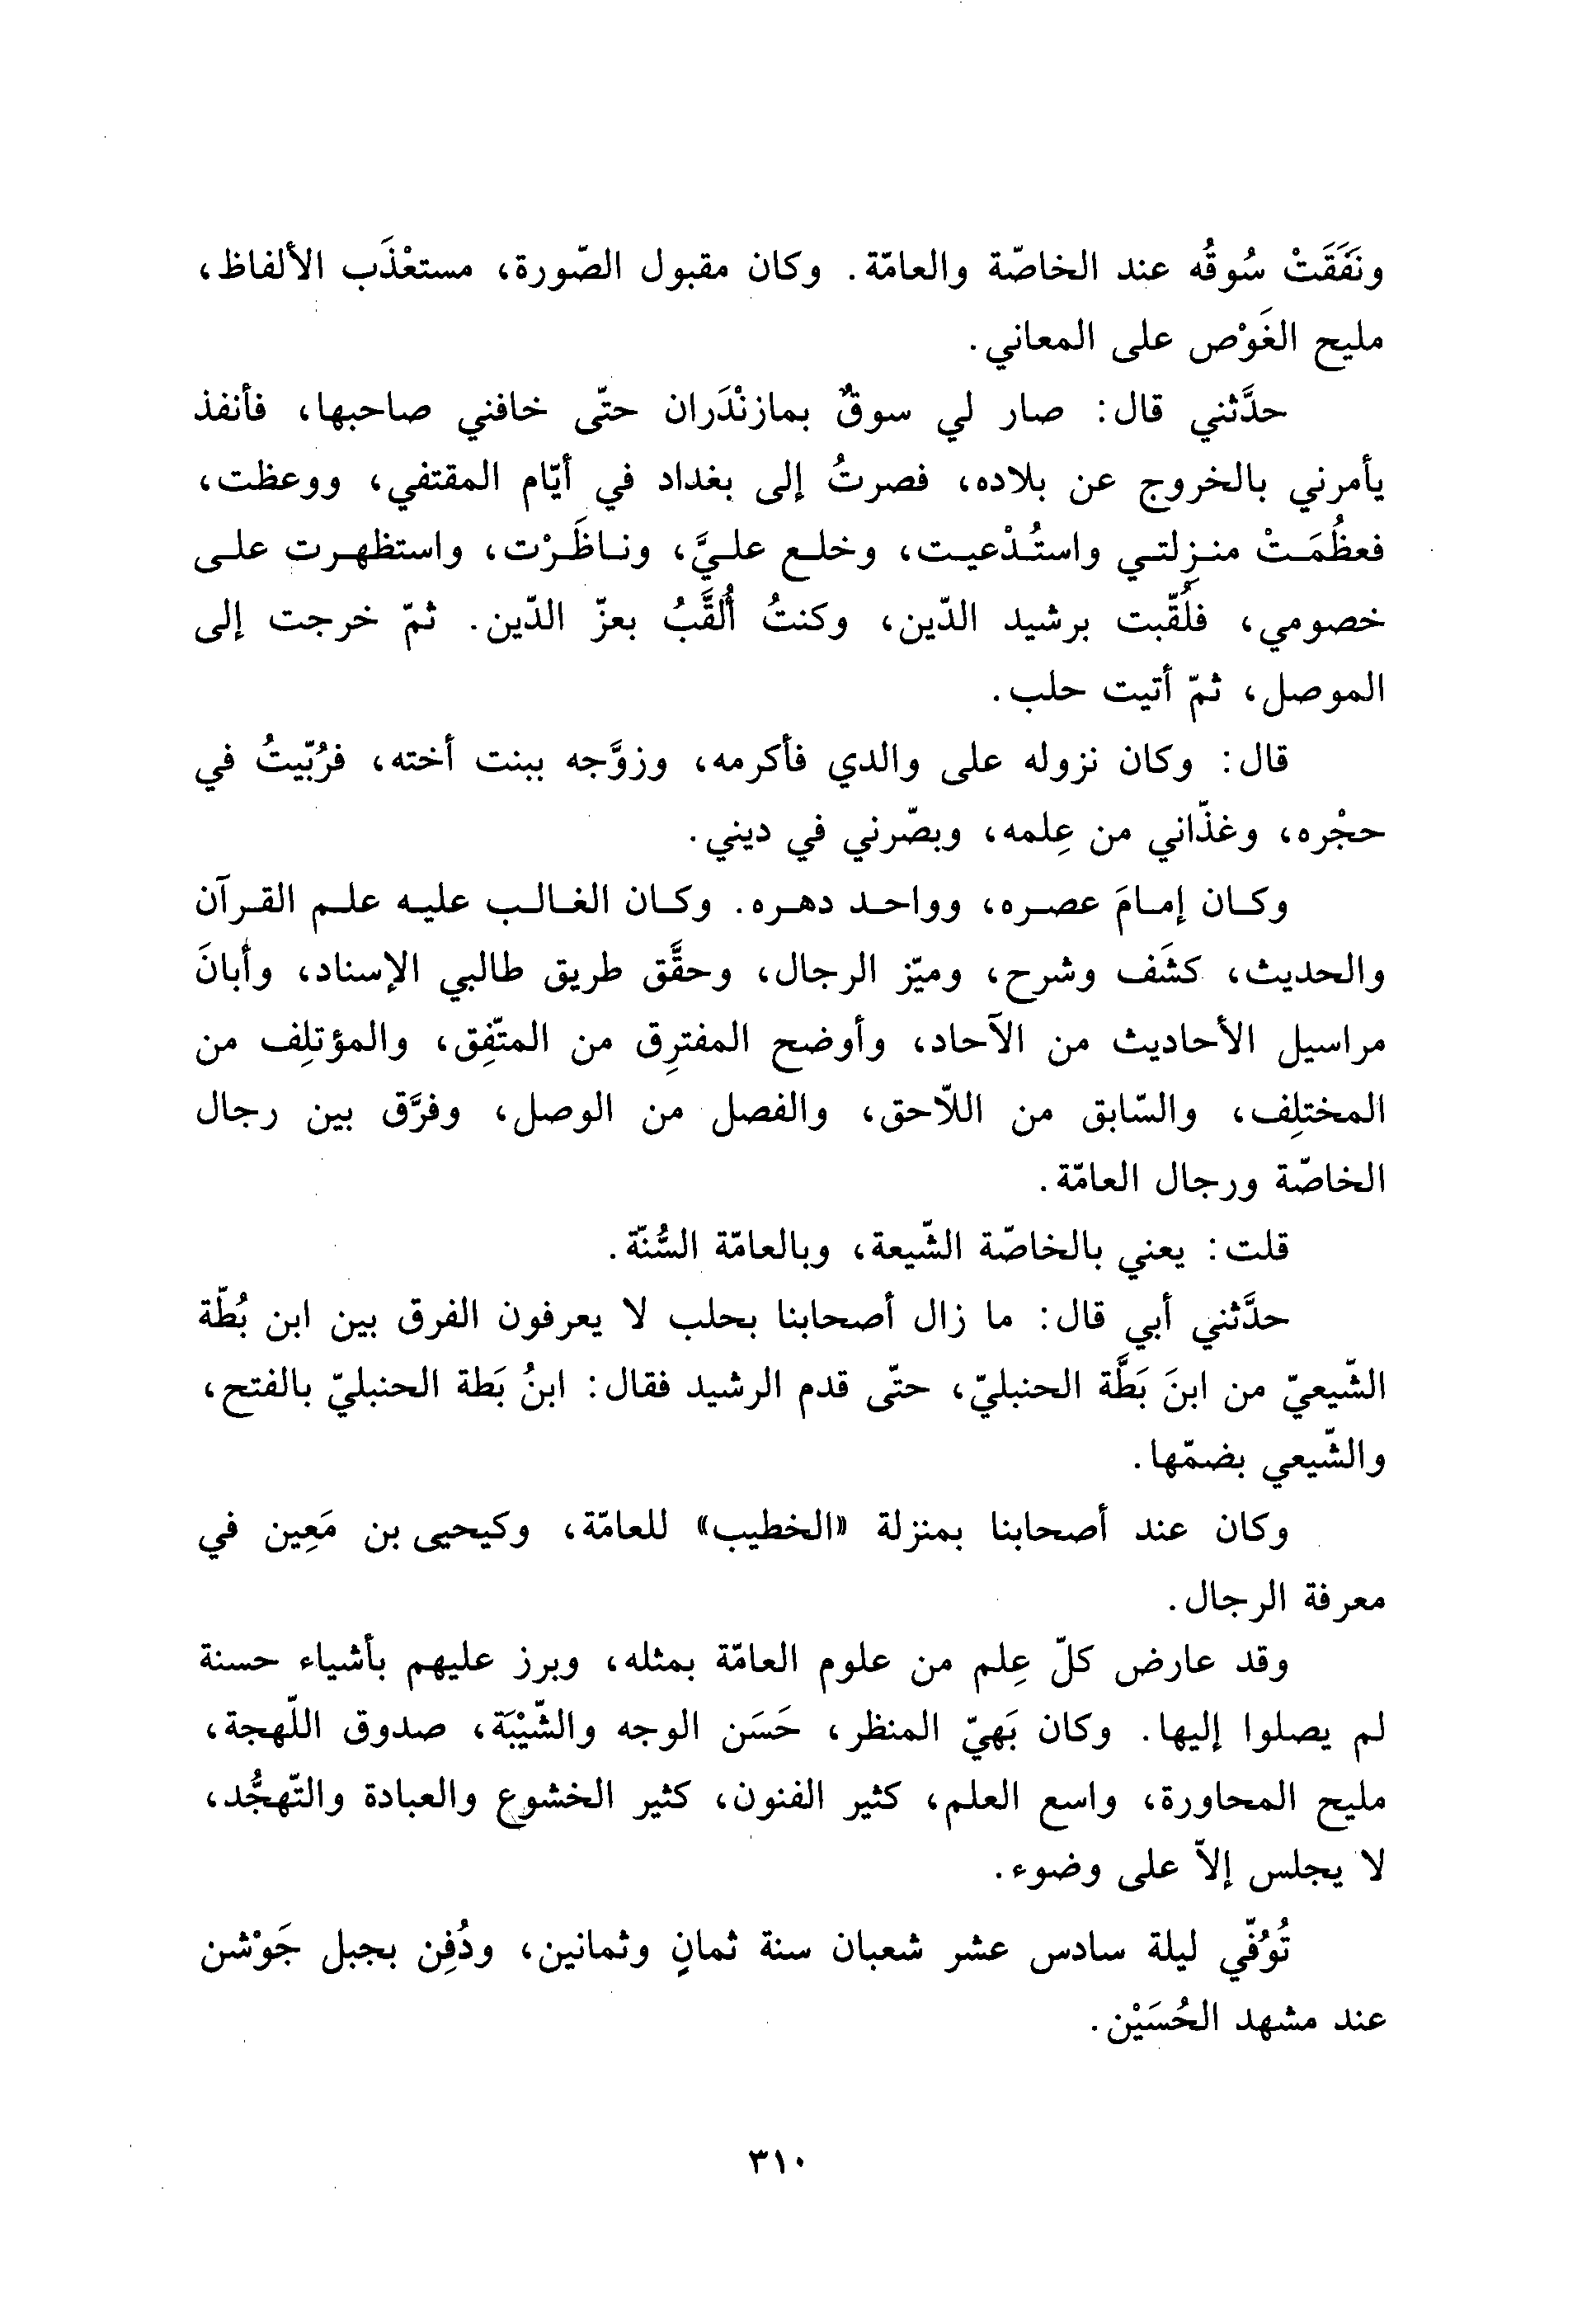 ونَفَقَتْ سُوقُه عند الخاصّة والعامّة. وكان مقبول الصّورة، مستعْذَب الألفاظ،
مليح الغَوْص على المعاني.
حدَّثني قال: صار لي سوقٌ بمازنْدَران حتّى خافني صاحبها، فأنفذ
يأمرني بالخروج عن بلاده، فصرتُ إلى بغداد في أيّام المقتفي، ووعظت،
فعظُمَتْ منزلتي واستُدْعيت، وخلع عليَّ، وناظَرْت، واستظهرت على
خصومي، فلُقّبت برشيد الدّين، وكنتُ أُلقَّبُ بعزّ الدّين. ثمّ خرجت إلى
الموصل، ثمّ أتيت حلب.
قال: وكان نزوله على والدي فأكرمه، وزوَّجه ببنت أخته، فرُبّيتُ في
حجْره، وغذّاني من عِلمه، وبصّرني في ديني.
وكان إمامَ عصره، وواحد دهره. وكان الغالب عليه علم القرآن
والحديث، كشَف وشرح، وميّز الرجال، وحقَّق طريق طالبي الإسناد، وأبانَ
مراسيل الأحاديث من الآحاد، وأوضح المفترِق من المتّفِق، والمؤتلِف من
المختلِف، والسّابق من اللاّحق، والفصل من الوصل، وفرَّق بين رجال
الخاصّة ورجال العامّة.
قلت: يعني بالخاصّة الشّيعة، وبالعامّة السُّنّة.
حدَّثني أبي قال: ما زال أصحابنا بحلب لا يعرفون الفرق بين ابن بُطّة
الشّيعيّ من ابنَ بَطَّة الحنبليّ، حتّى قدم الرشيد فقال: ابنُ بَطة الحنبليّ بالفتح،
والشّيعي بضمّها.
وكان عند أصحابنا بمنزلة «الخطيب» للعامّة، وكيحيى بن مَعِين في
معرفة الرجال.
وقد عارض كلّ عِلم من علوم العامّة بمثله، وبرز عليهم بأشياء حسنة
لم يصلوا إليها. وكان بَهيّ المنظر، حَسَن الوجه والشّيْبَة، صدوق اللّهجة،
مليح المحاورة، واسع العلم، كثير الفنون، كثير الخشوع والعبادة والتّهجُّد،
لا يجلس إلاّ على وضوء.
تُوُفّي ليلة سادس عشر شعبان سنة ثمانٍ وثمانين، ودُفِن بجبل جَوْشن
عند مشهد الحُسَيْن.
٣١٠